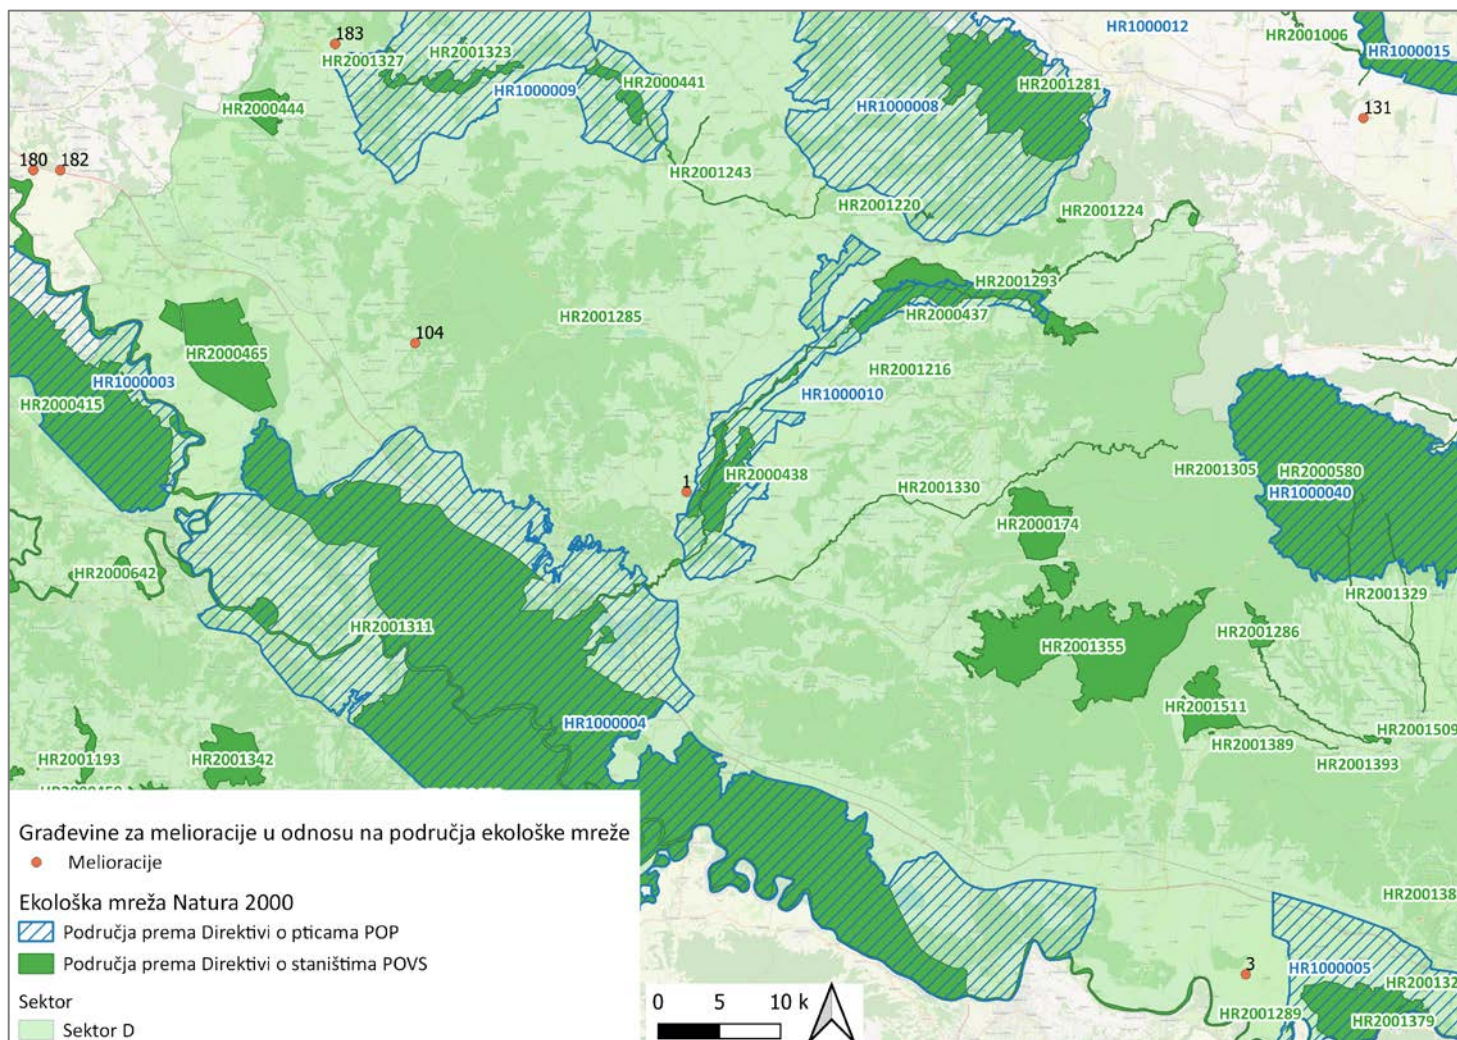 183
HR2001327
HR2001323
HR1000009
HR2000441
HR2000444
HR1000012
HR2001006
HR1000015
HR2001281
HR1000008
131
180
182
HR2001243
HR2001220
HR2001224
HR2001293
HR2001285
HR2000437
104
HR2000465
HR1000003
HR2000415
HR2001216
HR1000010
1
HR2000438
HR2001330
HR2001305
HR2000580
HR1000040
HR2000174
HR2000642
HR2001311
HR2001329
HR2001286
HR2001355
HR2001511
HR1000004
HR2001509
HR2001389
HR2001393
HR2001193
HR2001342
Građevine za melioracije u odnosu na područja ekološke mreže
Melioracije
Ekološka mreža Natura 2000
Područja prema Direktivi o pticama POP
Područja prema Direktivi o staništima POVS
Sektor
Sektor D
0 5 10 k
HR200138
3
HR1000005
HR200132
HR2001289
HR2001379